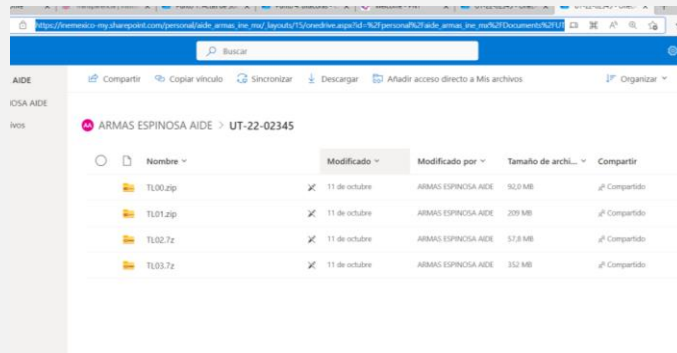 https://inemexico-my.sharepoint.com/personal/aide_armas_ine_mx/_layouts/15/onedrive.aspx?id=%2Fpersonal%2Faide_armas_ine_mx%2FDocuments%2FUT
Buscar
AIDE
Compartir Copiar vínculo Sincronizar Descargar Añadir acceso directo a Mis archivos Organizar
NOSA AIDE
ivos
AA ARMAS ESPINOSA AIDE > UT-22-02345
Nombre Modificado Modificado por Tamaño de archi... Compartir
TL00.zip 11 de octubre ARMAS ESPINOSA AIDE 92,0 MB Compartido
TL01.zip 11 de octubre ARMAS ESPINOSA AIDE 209 MB Compartido
TL02.7z 11 de octubre ARMAS ESPINOSA AIDE 57,8 MB Compartido
TL03.7z 11 de octubre ARMAS ESPINOSA AIDE 352 MB Compartido